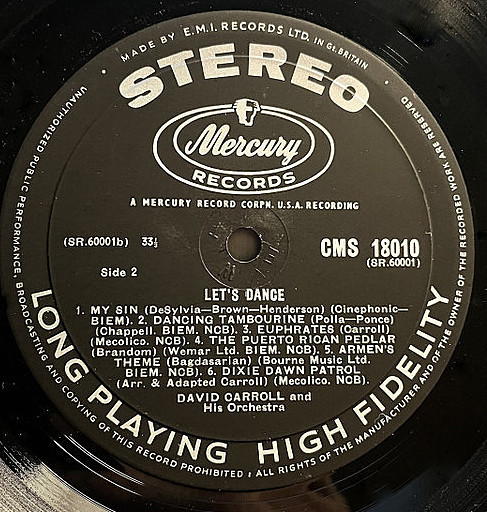 MADE BY E.M.I. RECORDS LTD. IN Gt. BRITAIN
STEREO
Mercury
RECORDS
A MERCURY RECORD CORPN. U.S.A. RECORDING
(SR.60001b) 33⅓
CMS 18010
(SR.60001)
Side 2
LET'S DANCE
1. MY SIN (DeSylvia—Brown—Henderson) (Cinephonic—
BIEM). 2. DANCING TAMBOURINE (Polla—Ponce)
(Chappell. BIEM. NCB). 3. EUPHRATES (Carroll)
(Mecolico. NCB). 4. THE PUERTO RICAN PEDLAR
(Brandom) (Wemar Ltd. BIEM. NCB). 5. ARMEN'S
THEME (Bagdasarian) (Bourne Music Ltd.
BIEM. NCB). 6. DIXIE DAWN PATROL
(Arr. & Adapted Carroll) (Mecolico. NCB).
DAVID CARROLL and
His Orchestra
LONG PLAYING HIGH FIDELITY
UNAUTHORIZED PUBLIC PERFORMANCE, BROADCASTING AND COPYING OF THIS RECORD PROHIBITED, ALL RIGHTS OF THE MANUFACTURER AND OF THE OWNER OF THE RECORDED WORK ARE RESERVED